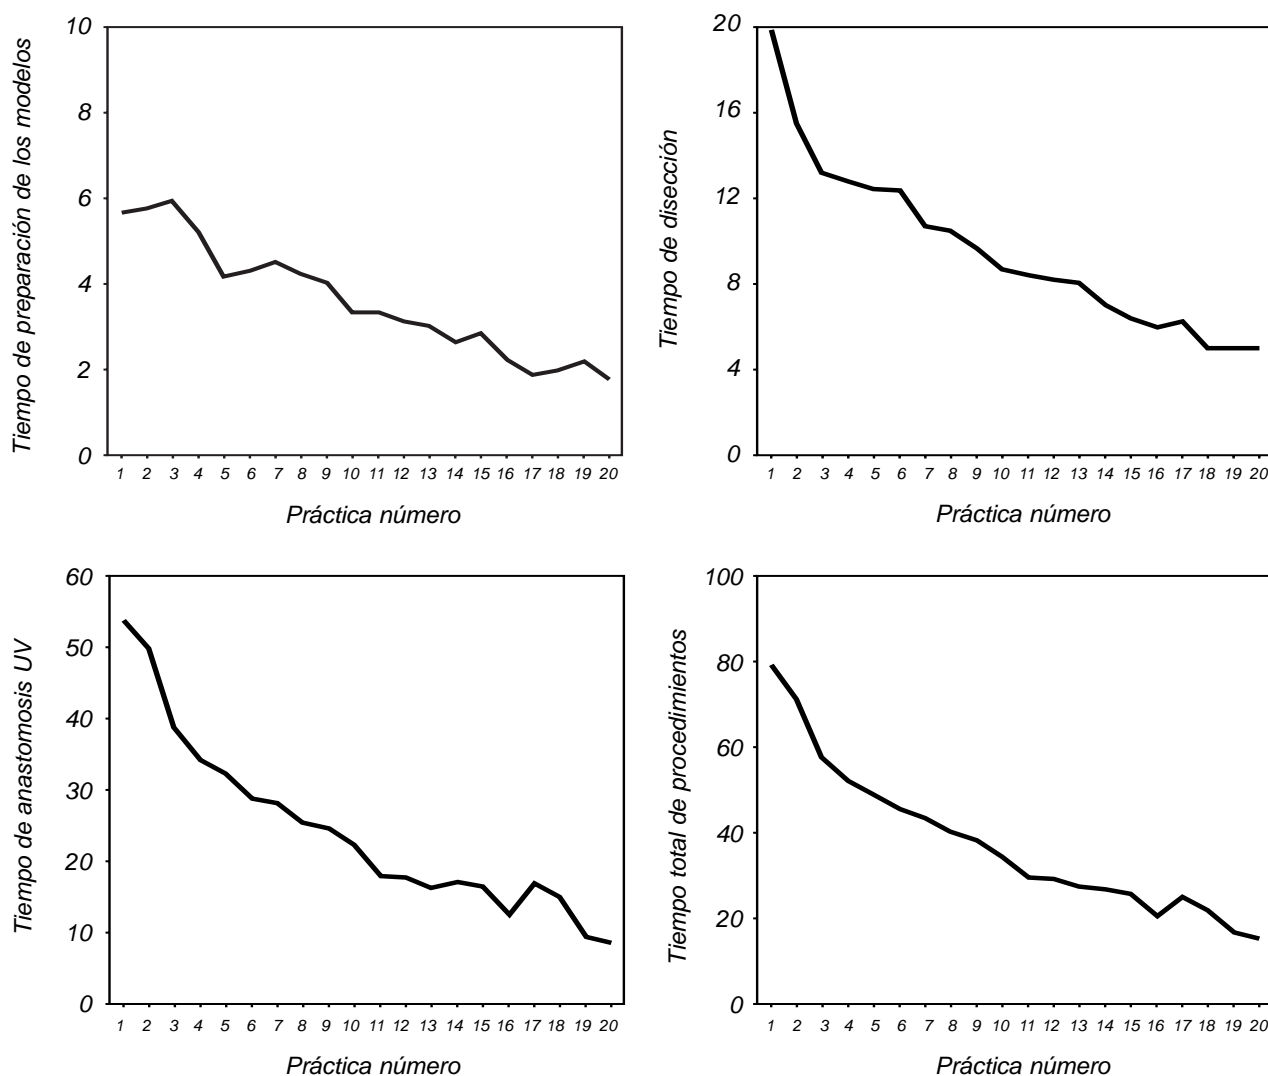 Tiempo de preparación de los modelos
10
8
6
4
2
0
1 2 3 4 5 6 7 8 9 10 11 12 13 14 15 16 17 18 19 20
Práctica número
Tiempo de disección
20
16
12
8
4
0
1 2 3 4 5 6 7 8 9 10 11 12 13 14 15 16 17 18 19 20
Práctica número
Tiempo de anastomosis UV
60
50
40
30
20
10
0
1 2 3 4 5 6 7 8 9 10 11 12 13 14 15 16 17 18 19 20
Práctica número
Tiempo total de procedimientos
100
80
60
40
20
0
1 2 3 4 5 6 7 8 9 10 11 12 13 14 15 16 17 18 19 20
Práctica número